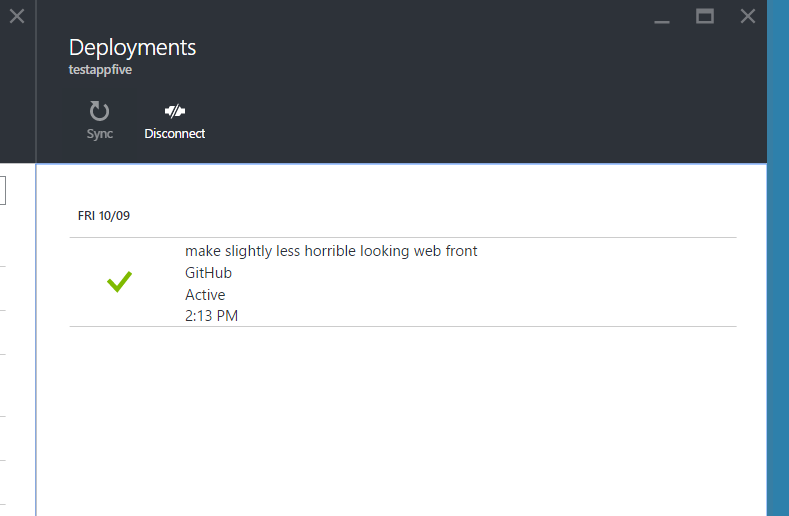 Deployments
testappfive
Sync
Disconnect
FRI 10/09
make slightly less horrible looking web front
GitHub
Active
2:13 PM